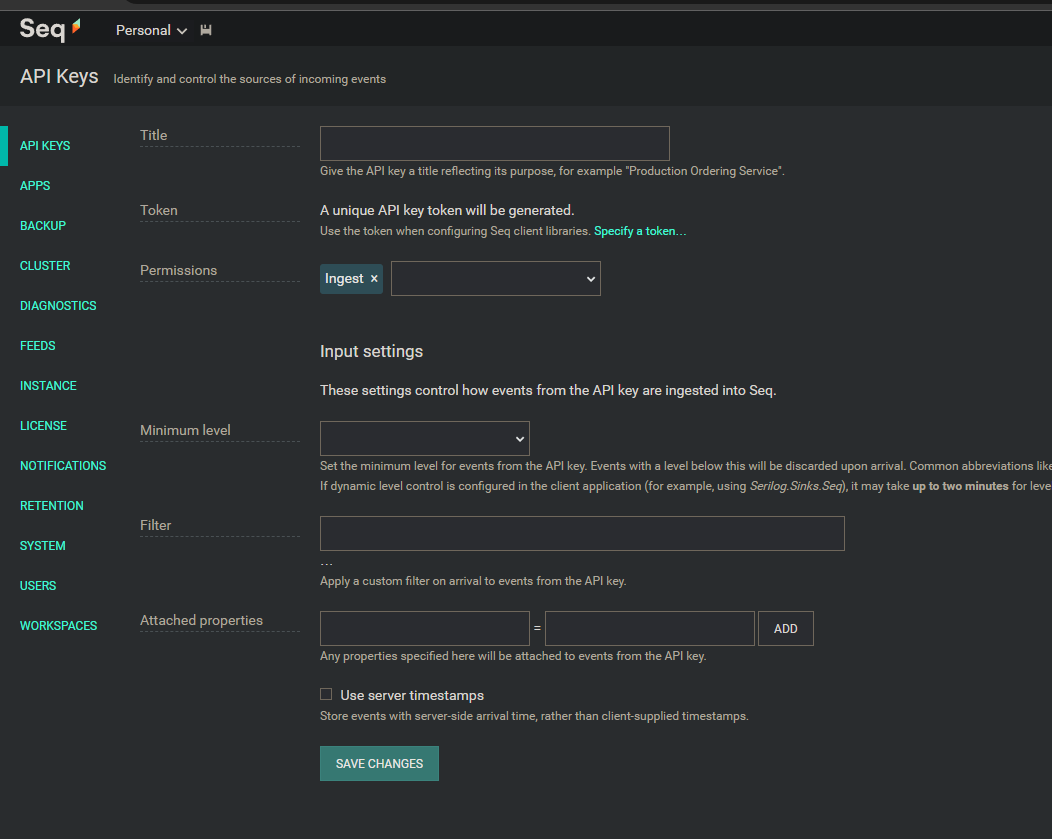 Seq
Personal
API Keys Identify and control the sources of incoming events
API KEYS
APPS
BACKUP
CLUSTER
DIAGNOSTICS
FEEDS
INSTANCE
LICENSE
NOTIFICATIONS
RETENTION
SYSTEM
USERS
WORKSPACES
Title
Give the API key a title reflecting its purpose, for example "Production Ordering Service".
Token
A unique API key token will be generated.
Use the token when configuring Seq client libraries. Specify a token...
Permissions
Ingest ×
Input settings
These settings control how events from the API key are ingested into Seq.
Minimum level
Set the minimum level for events from the API key. Events with a level below this will be discarded upon arrival. Common abbreviations like
If dynamic level control is configured in the client application (for example, using Serilog.Sinks.Seq), it may take up to two minutes for leve
Filter
...
Apply a custom filter on arrival to events from the API key.
Attached properties
= ADD
Any properties specified here will be attached to events from the API key.
Use server timestamps
Store events with server-side arrival time, rather than client-supplied timestamps.
SAVE CHANGES